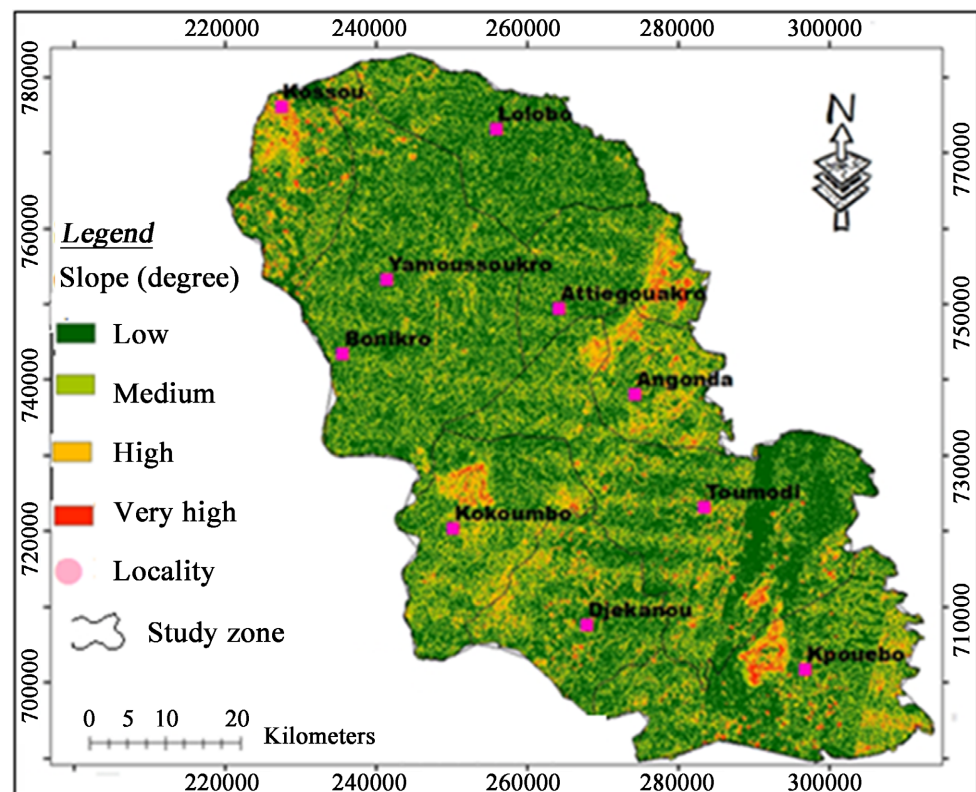 220000 240000 260000 280000 300000
780000
760000
740000
720000
700000
770000
750000
730000
710000
N
Kossou
Lolobo
Yamoussoukro
Attiegouakro
Bonikro
Angonda
Toumodi
Kokoumbo
Djekanou
Kpouebo
Legend
Slope (degree)
Low
Medium
High
Very high
Locality
Study zone
0 5 10 20
Kilometers
220000 240000 260000 280000 300000